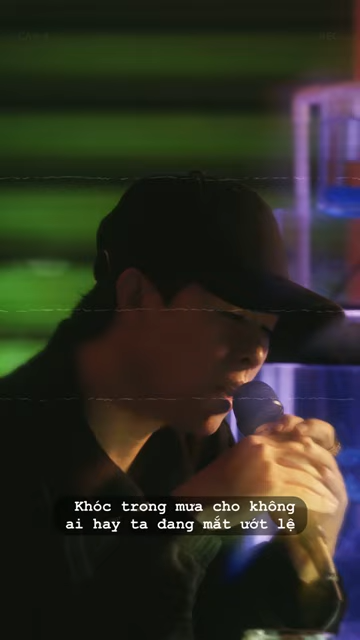 Khóc trong mưa cho không
ai hay ta đang mắt ướt lệ